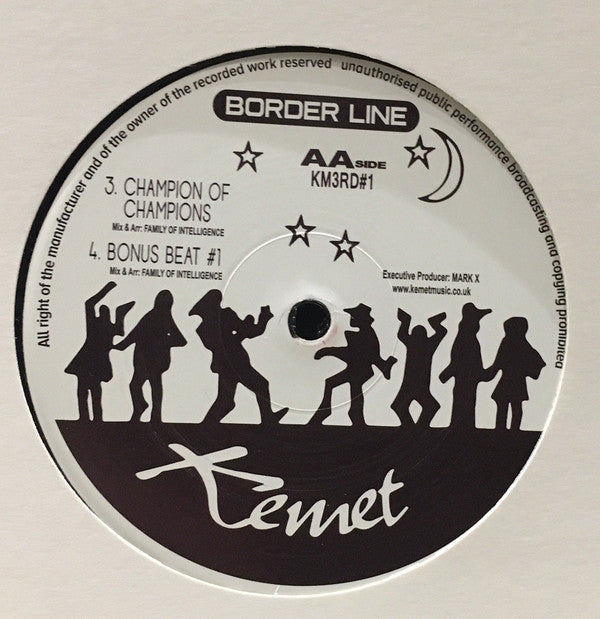 All right of the manufacturer and of the owner of the recorded work reserved unauthorised public performance broadcasting and copying prohibited
BORDER LINE
AA SIDE
KM3RD#1
3. CHAMPION OF
CHAMPIONS
Mix & Arr: FAMILY OF INTELLIGENCE
4. BONUS BEAT #1
Mix & Arr: FAMILY OF INTELLIGENCE
Executive Producer: MARK X
www.kemetmusic.co.uk
Kemet